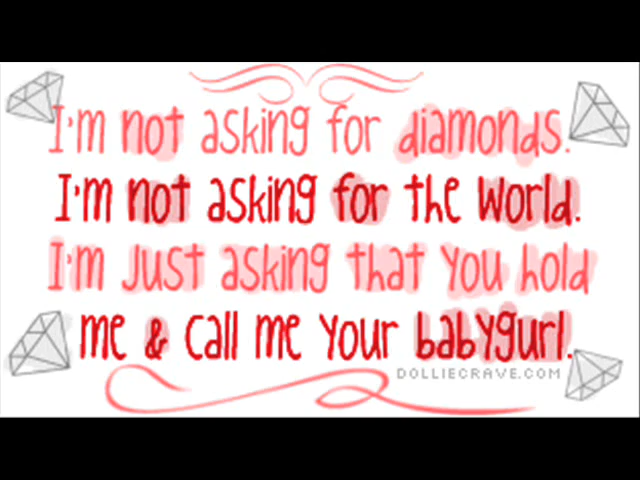 I'm not asking for diamonds.
I'm not asking for the World.
I'm Just asking that You hold
me & Call me Your babygurl.
DOLLIECRAVE.COM